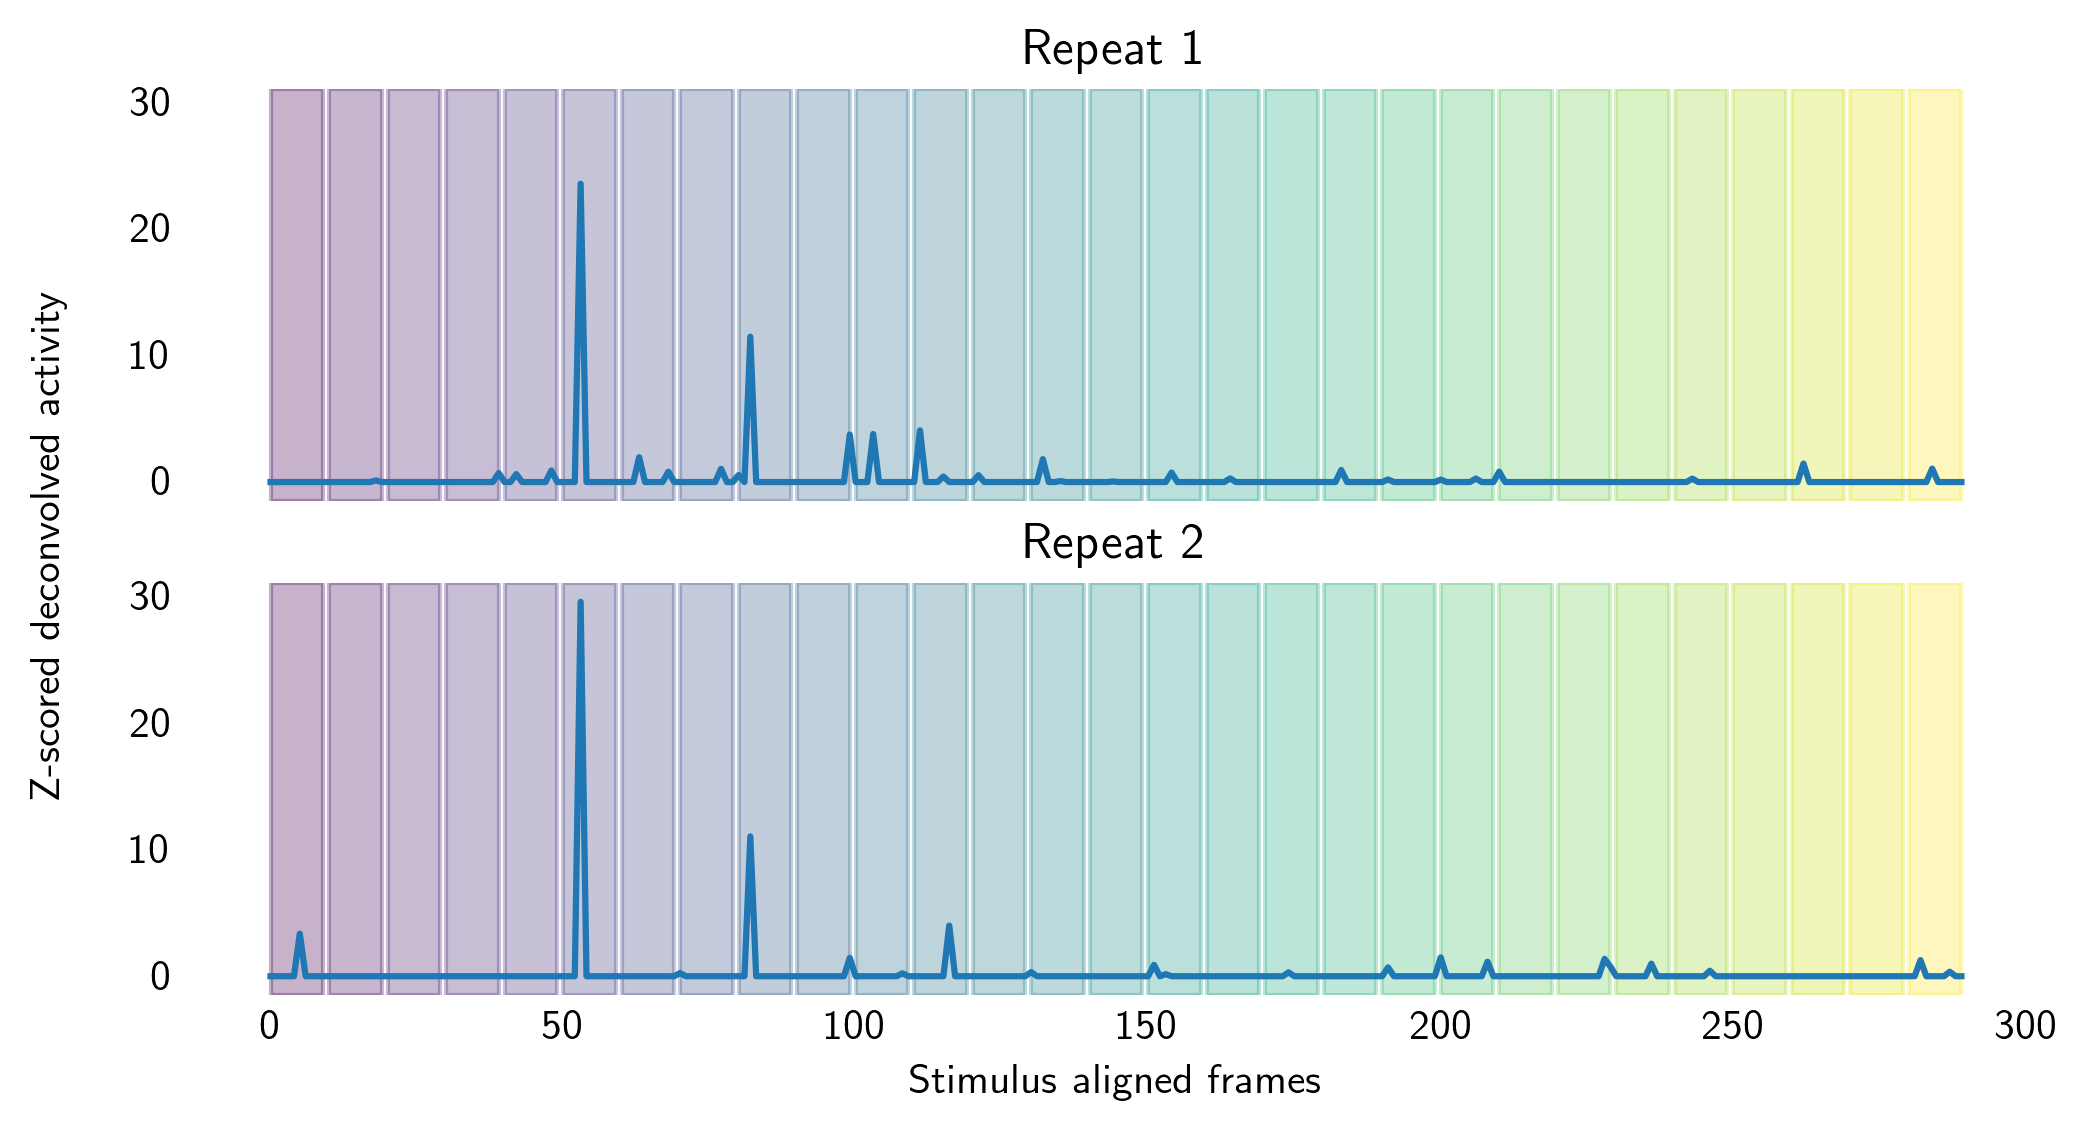 Repeat 1
30
20
10
0
Z-scored deconvolved activity
Repeat 2
30
20
10
0
0 50 100 150 200 250 300
Stimulus aligned frames